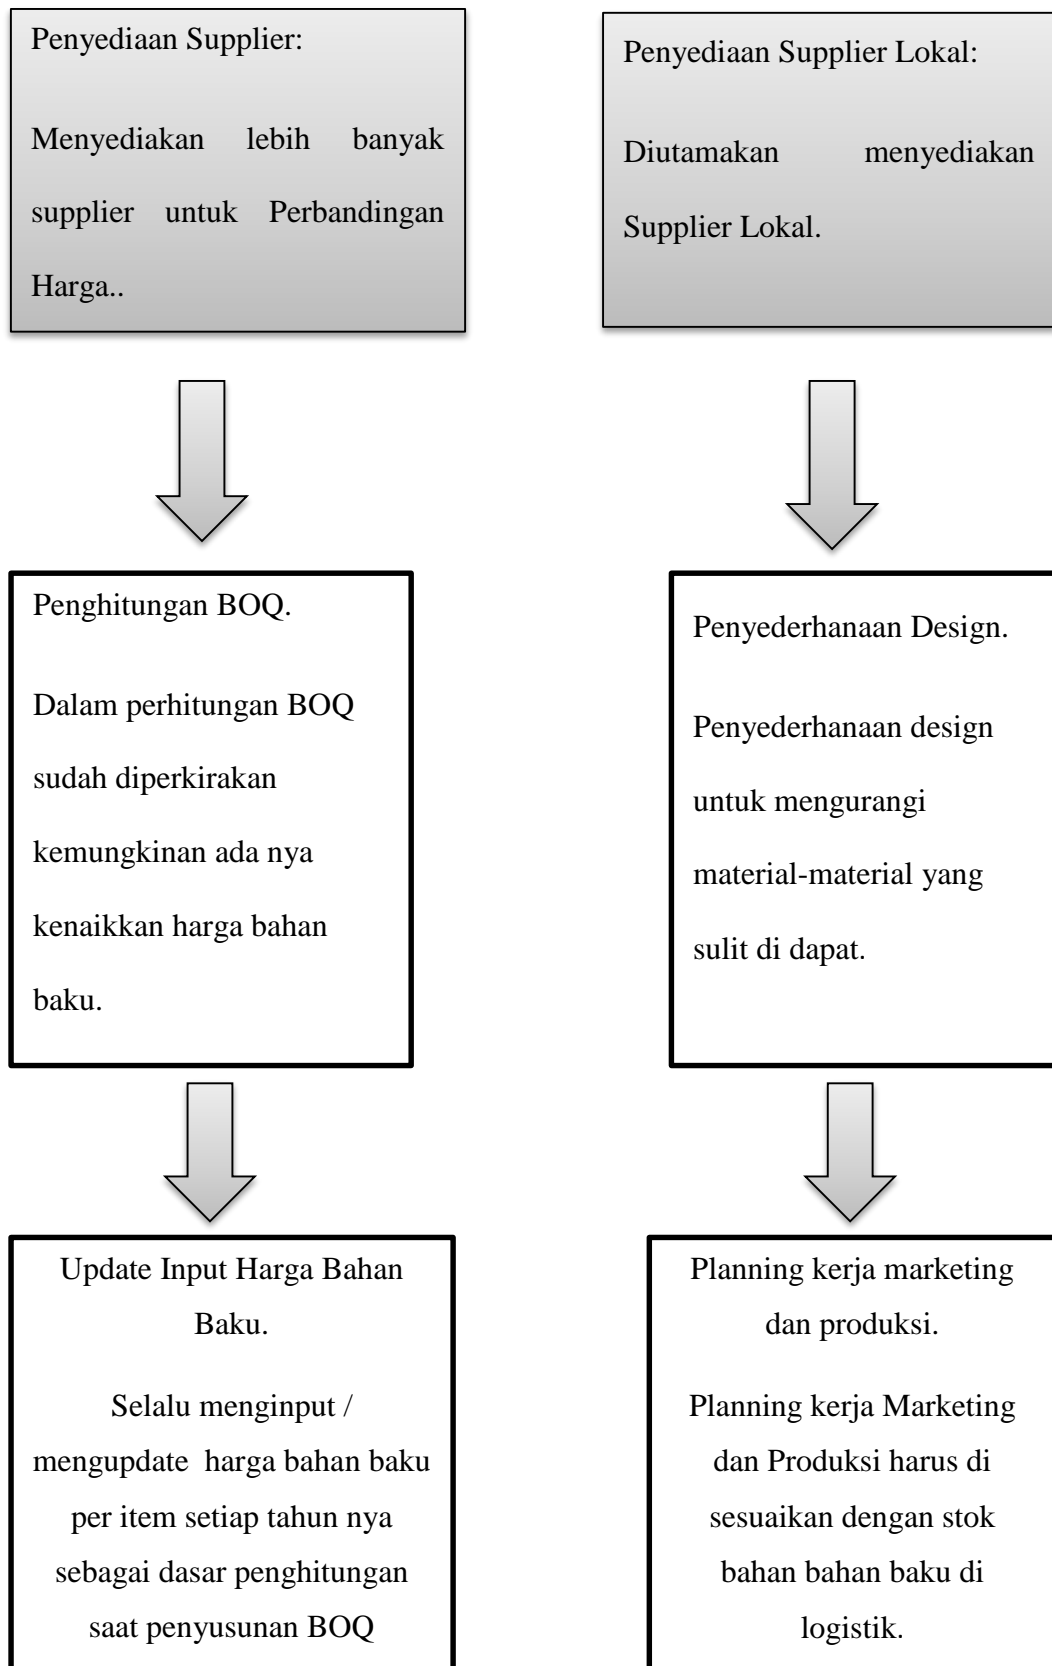 Penyediaan Supplier:
Menyediakan lebih banyak
supplier untuk Perbandingan
Harga..
Penghitungan BOQ.
Dalam perhitungan BOQ
sudah diperkirakan
kemungkinan ada nya
kenaikkan harga bahan
baku.
Update Input Harga Bahan
Baku.
Selalu menginput /
mengupdate  harga bahan baku
per item setiap tahun nya
sebagai dasar penghitungan
saat penyusunan BOQ
Penyediaan Supplier Lokal:
Diutamakan menyediakan
Supplier Lokal.
Penyederhanaan Design.
Penyederhanaan design
untuk mengurangi
material-material yang
sulit di dapat.
Planning kerja marketing
dan produksi.
Planning kerja Marketing
dan Produksi harus di
sesuaikan dengan stok
bahan bahan baku di
logistik.